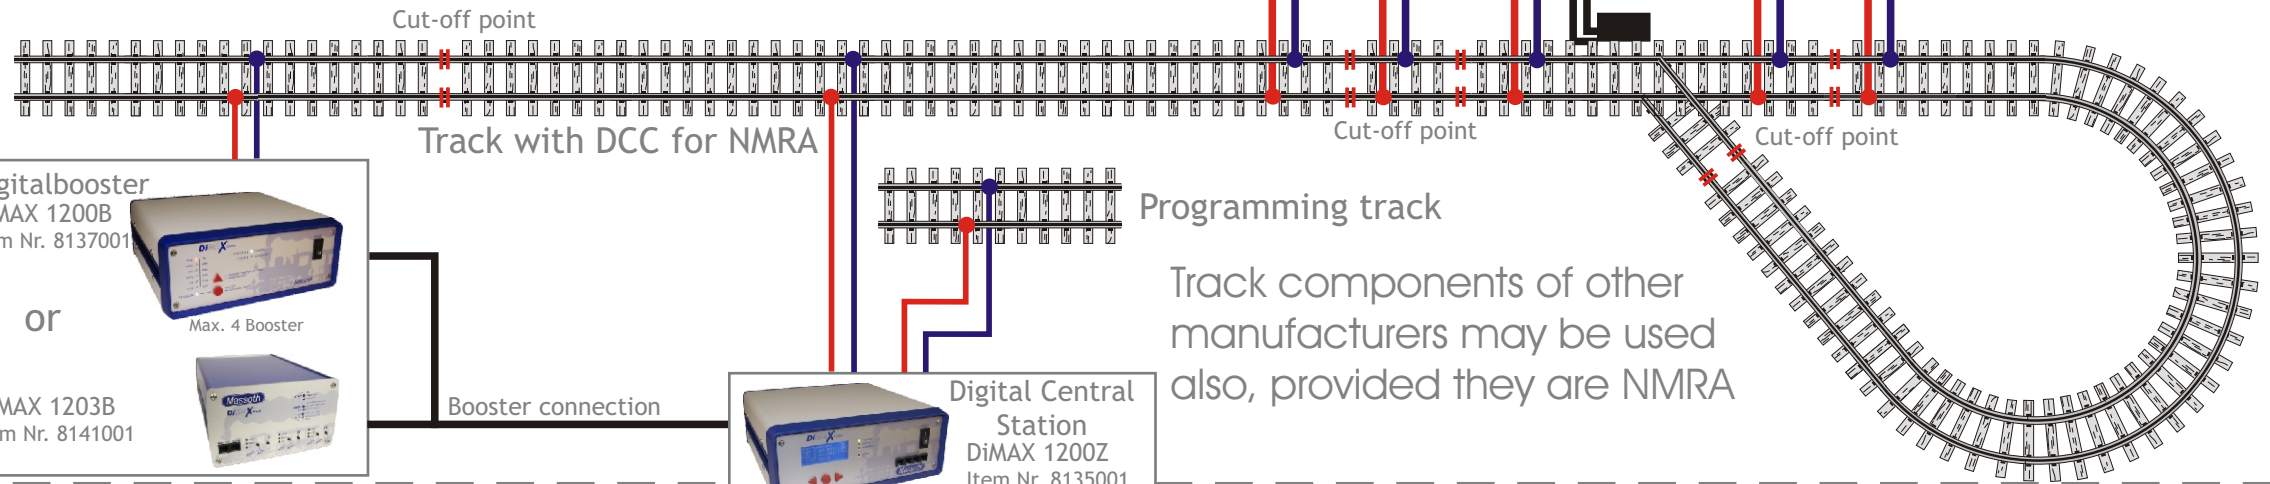 Cut-off point
Track with DCC for NMRA
Cut-off point
Cut-off point
gitalbooster
MAX 1200B
m Nr. 8137001
Max. 4 Booster
or
MAX 1203B
m Nr. 8141001
Massoth
Booster connection
Programming track
Track components of other
manufacturers may be used
also, provided they are NMRA
Digital Central
Station
DiMAX 1200Z
Item Nr. 8135001